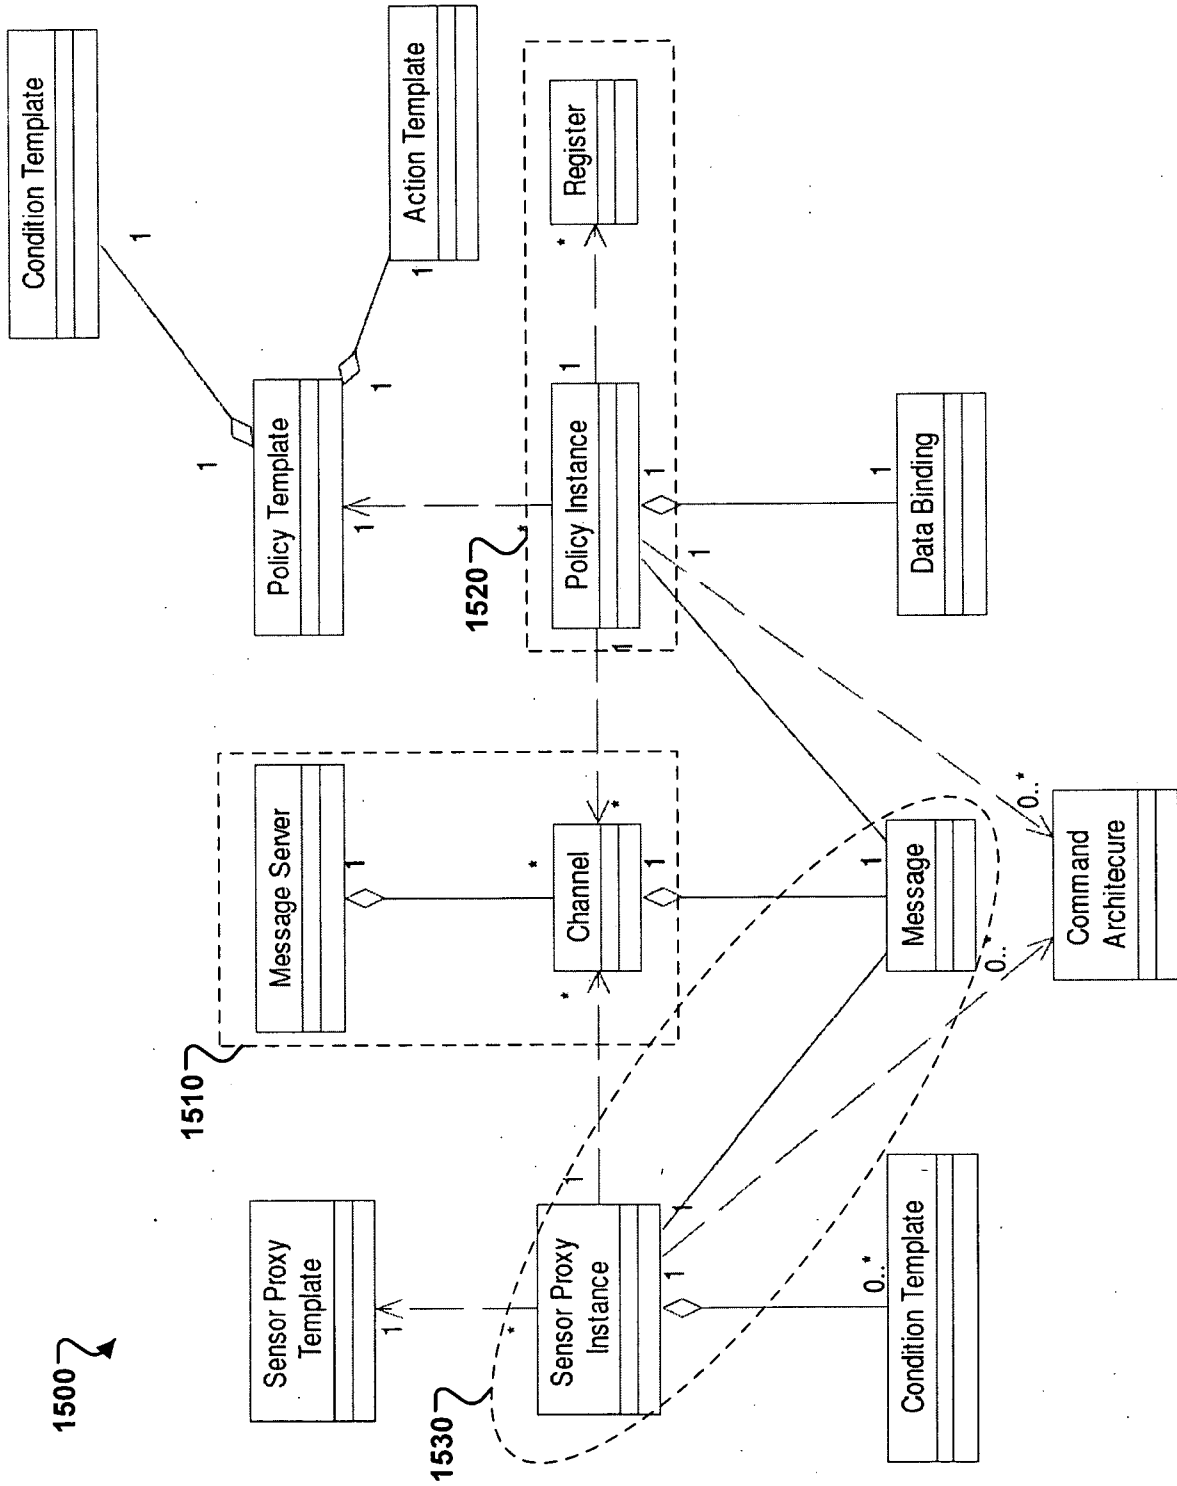 Condition Template
1500
1
1510
1
Sensor Proxy
Template
Message Server
Policy Template
1
1
1
1
Action Template
1
1530
1520
*
*
*
Sensor Proxy
Instance
*
Channel
Policy Instance
*
Register
1
1
*
1
1
1
1
1
1
0..*
1
1
Condition Template
Message
Data Binding
0..*
0..*
Command
Architecure